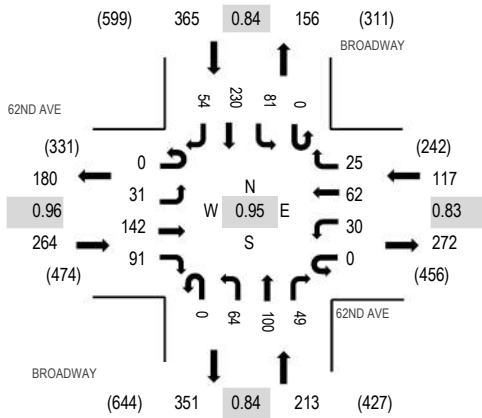 (599) 365 0.84 156 (311)
BROADWAY
54 230 81 0
62ND AVE
(331) 0 25 (242)
180 31 N 62 117
0.96 W 0.95 E 0.83
142 30
264 S 272
(474) 91 0 (456)
0 64 100 49
62ND AVE
BROADWAY
(644) 351 0.84 213 (427)